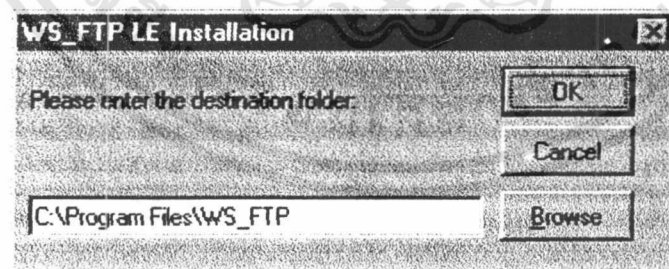 WS_FTP LE Installation
Please enter the destination folder:
OK
Cancel
C:\Program Files\WS_FTP
Browse